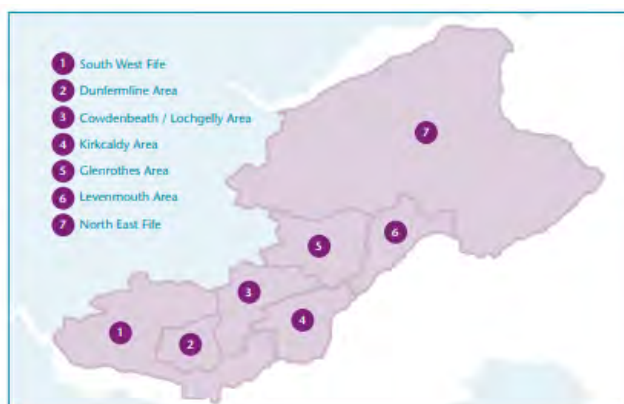 1 South West Fife
2 Dunfermline Area
3 Cowdenbeath / Lochgelly Area
4 Kirkcaldy Area
5 Glenrothes Area
6 Levenmouth Area
7 North East Fife
7
6
5
3
4
1
2